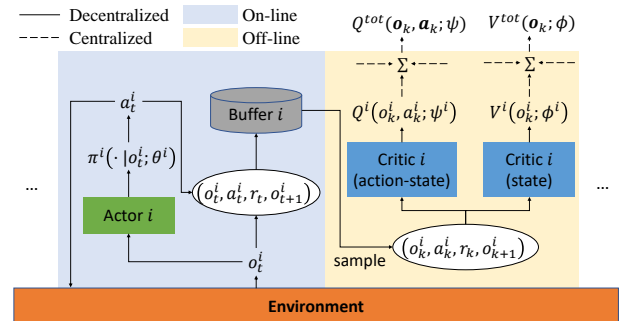 Decentralized
Centralized
On-line
Off-line
Q^{tot}(o_k, a_k; ψ)
V^{tot}(o_k; ϕ)
Σ
Σ
Q^i(o_k^i, a_k^i; ψ^i)
V^i(o_k^i; ϕ^i)
a_t^i
Buffer i
π^i(· |o_t^i; θ^i)
Critic i
(action-state)
Critic i
(state)
...
...
(o_t^i, a_t^i, r_t, o_{t+1}^i)
Actor i
(o_k^i, a_k^i, r_k, o_{k+1}^i)
sample
o_t^i
Environment